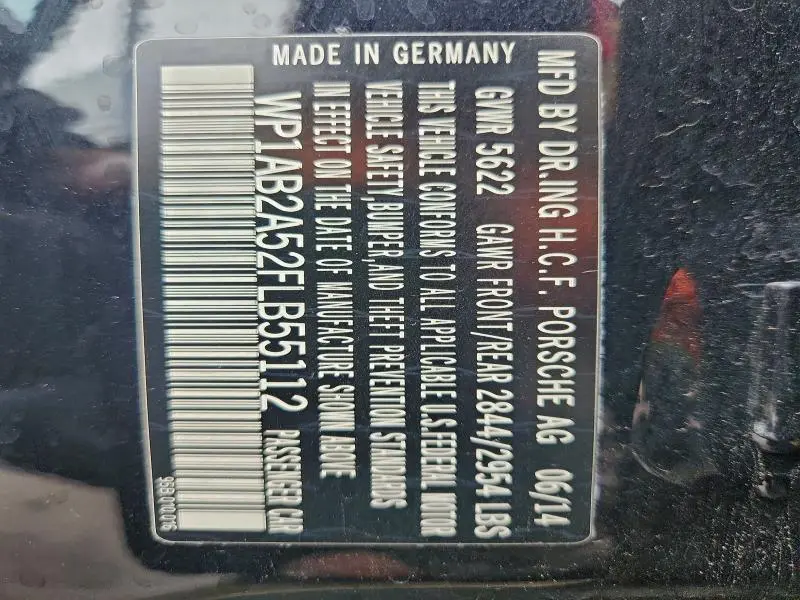 MFD BY DR.ING H.C.F. PORSCHE AG 06/14
GVWR 5622 GAWR FRONT/REAR 2844/2954 LBS
THIS VEHICLE CONFORMS TO ALL APPLICABLE U.S FEDERAL MOTOR
VEHICLE SAFETY,BUMPER,AND THEFT PREVENTION STANDARDS
IN EFFECT ON THE DATE OF MANUFACTURE SHOWN ABOVE
WP1AB2A52FLB55112 PASSENGER CAR
MADE IN GERMANY